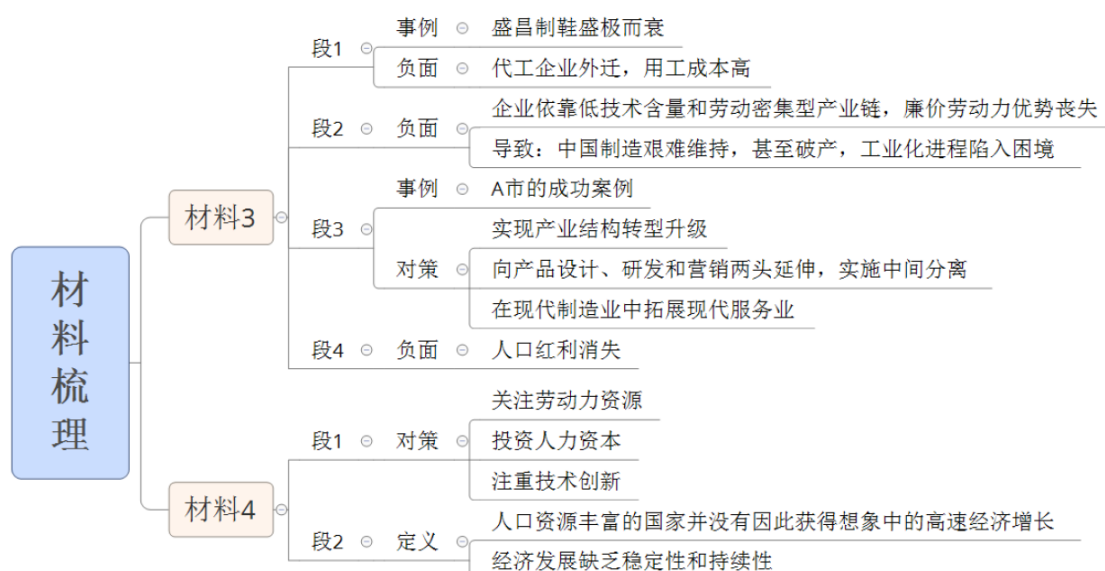 材料梳理
材料3
段1
事例
盛昌制鞋盛极而衰
负面
代工企业外迁，用工成本高
段2
负面
企业依靠低技术含量和劳动密集型产业链，廉价劳动力优势丧失
导致：中国制造艰难维持，甚至破产，工业化进程陷入困境
段3
事例
A市的成功案例
对策
实现产业结构转型升级
向产品设计、研发和营销两头延伸，实施中间分离
在现代制造业中拓展现代服务业
段4
负面
人口红利消失
材料4
段1
对策
关注劳动力资源
投资人力资本
注重技术创新
段2
定义
人口资源丰富的国家并没有因此获得想象中的高速经济增长
经济发展缺乏稳定性和持续性